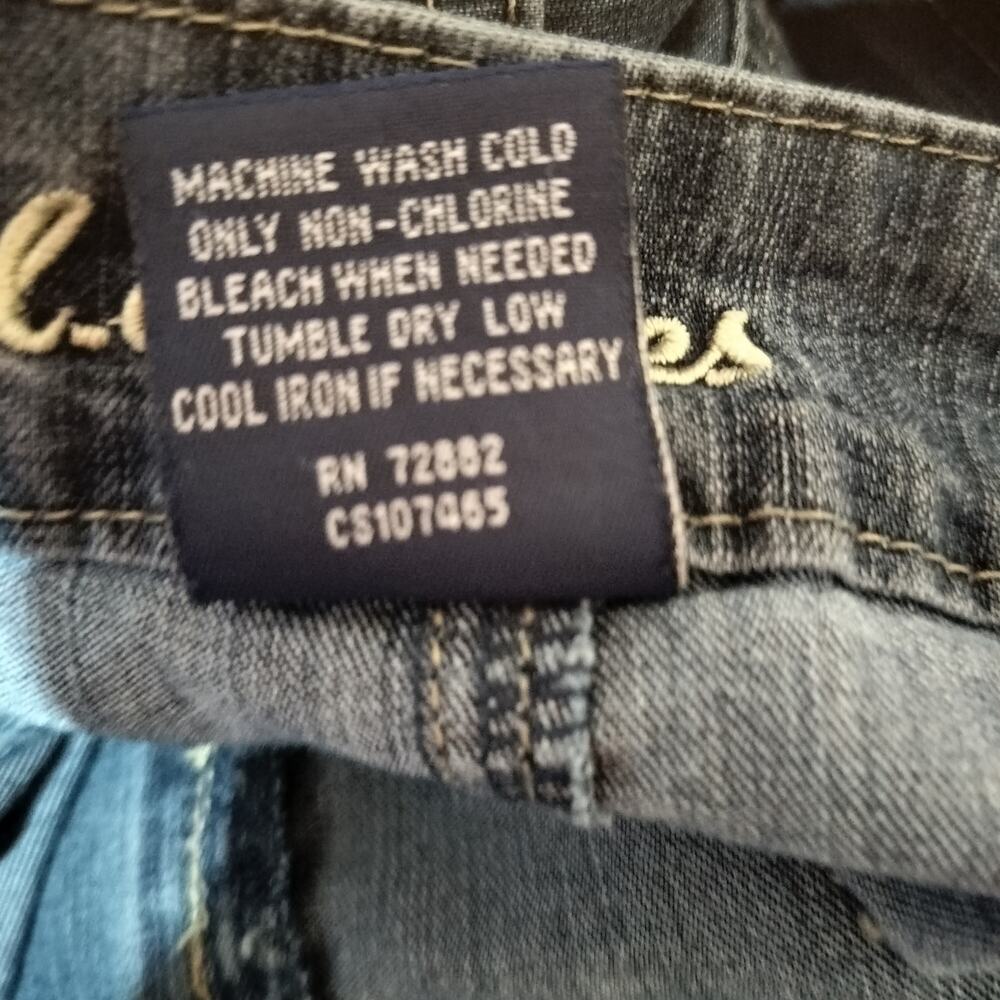 MACHINE WASH COLD
ONLY NON-CHLORINE
BLEACH WHEN NEEDED
TUMBLE DRY LOW
COOL IRON IF NECESSARY
RN 72882
CS107465